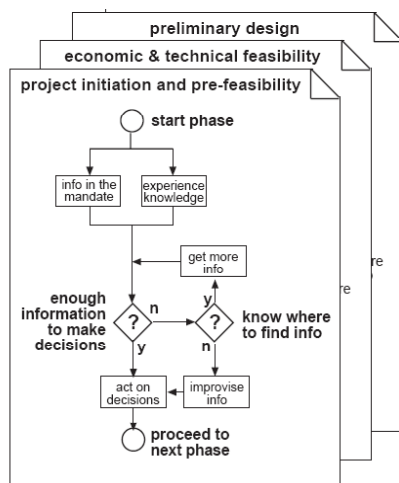 preliminary design
economic & technical feasibility
project initiation and pre-feasibility
start phase
info in the
mandate
experience
knowledge
get more
info
enough
information
to make
decisions
?
n
y
?
y
n
know where
to find info
act on
decisions
improvise
info
proceed to
next phase
re
re